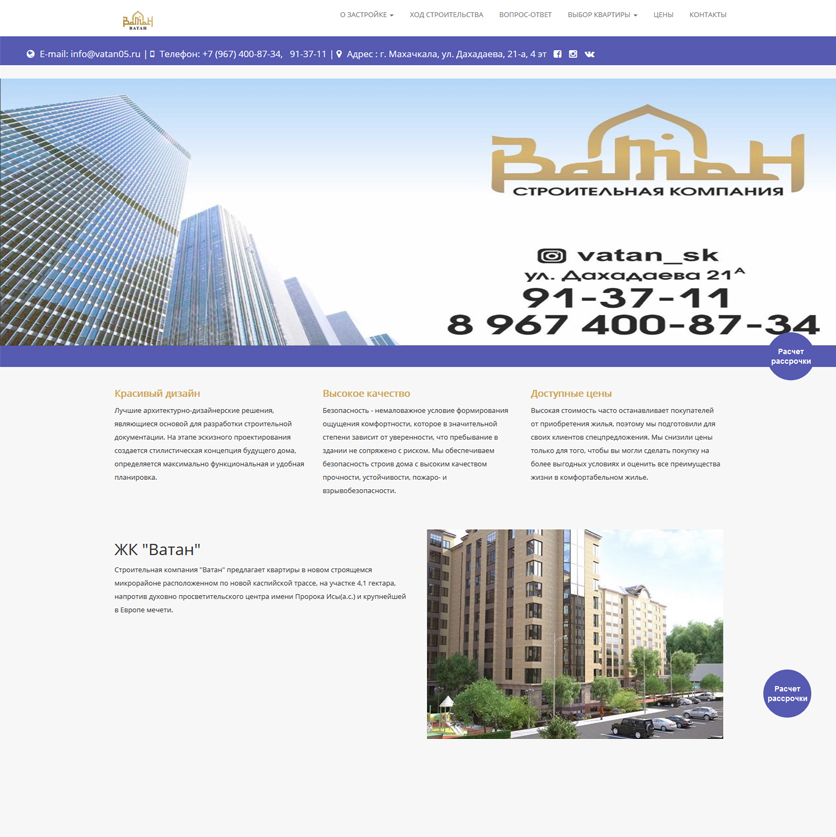 Ватан
ВАТАН
О ЗАСТРОЙКЕ
ХОД СТРОИТЕЛЬСТВА
ВОПРОС-ОТВЕТ
ВЫБОР КВАРТИРЫ
ЦЕНЫ
КОНТАКТЫ
E-mail: info@vatan05.ru | Телефон: +7 (967) 400-87-34, 91-37-11 | Адрес : г. Махачкала, ул. Дахадаева, 21-а, 4 эт
Ватан
СТРОИТЕЛЬНАЯ КОМПАНИЯ
vatan_sk
ул. Дахадаева 21А
91-37-11
8 967 400-87-34
Расчет
рассрочки
Красивый дизайн
Лучшие архитектурно-дизайнерские решения,
являющиеся основой для разработки строительной
документации. На этапе эскизного проектирования
создается стилистическая концепция будущего дома,
определяется максимально функциональная и удобная
планировка.
Высокое качество
Безопасность - немаловажное условие формирования
ощущения комфортности, которое в значительной
степени зависит от уверенности, что пребывание в
здании не сопряжено с риском. Мы обеспечиваем
безопасность строив дома с высоким качеством
прочности, устойчивости, пожаро- и
взрывобезопасности.
Доступные цены
Высокая стоимость часто останавливает покупателей
от приобретения жилья, поэтому мы подготовили для
своих клиентов спецпредложения. Мы снизили цены
только для того, чтобы вы могли сделать покупку на
более выгодных условиях и оценить все преимущества
жизни в комфортабельном жилье.
ЖК "Ватан"
Строительная компания "Ватан" предлагает квартиры в новом строящемся
микрорайоне расположенном по новой каспийской трассе, на участке 4,1 гектара,
напротив духовно просветительского центра имени Пророка Исы(а.с.) и крупнейшей
в Европе мечети.
Расчет
рассрочки